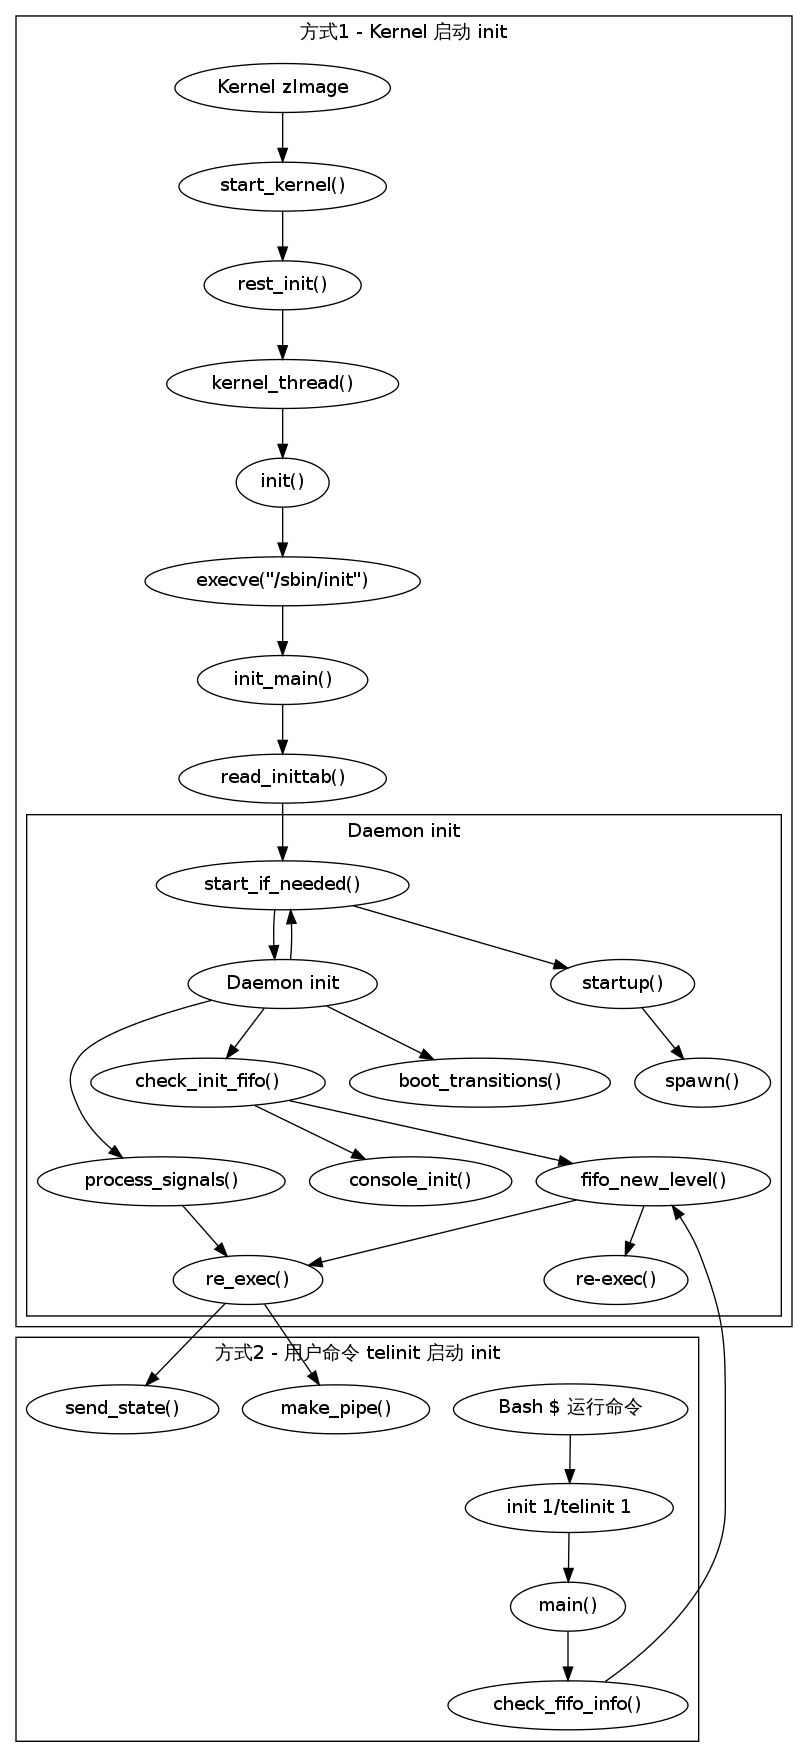 方式1 - Kernel 启动 init
Kernel zImage
start_kernel()
rest_init()
kernel_thread()
init()
execve("/sbin/init")
init_main()
read_inittab()
Daemon init
start_if_needed()
Daemon init
startup()
check_init_fifo()
boot_transitions()
spawn()
process_signals()
console_init()
fifo_new_level()
re_exec()
re-exec()
方式2 - 用户命令 telinit 启动 init
send_state()
make_pipe()
Bash $ 运行命令
init 1/telinit 1
main()
check_fifo_info()